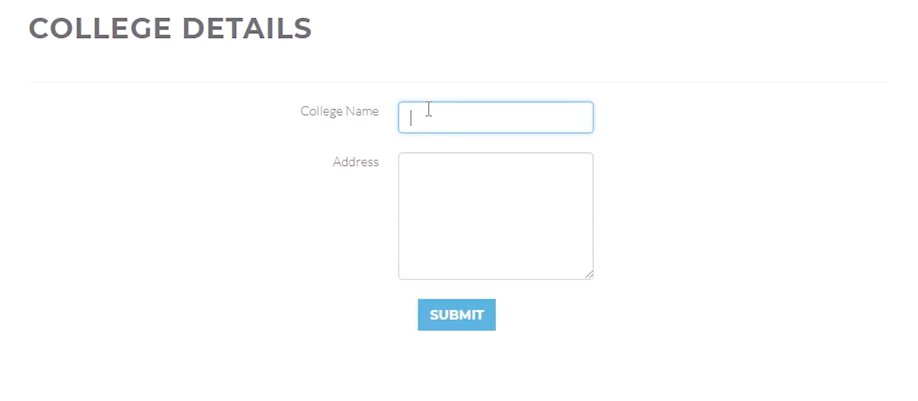 COLLEGE DETAILS
College Name
Address
SUBMIT